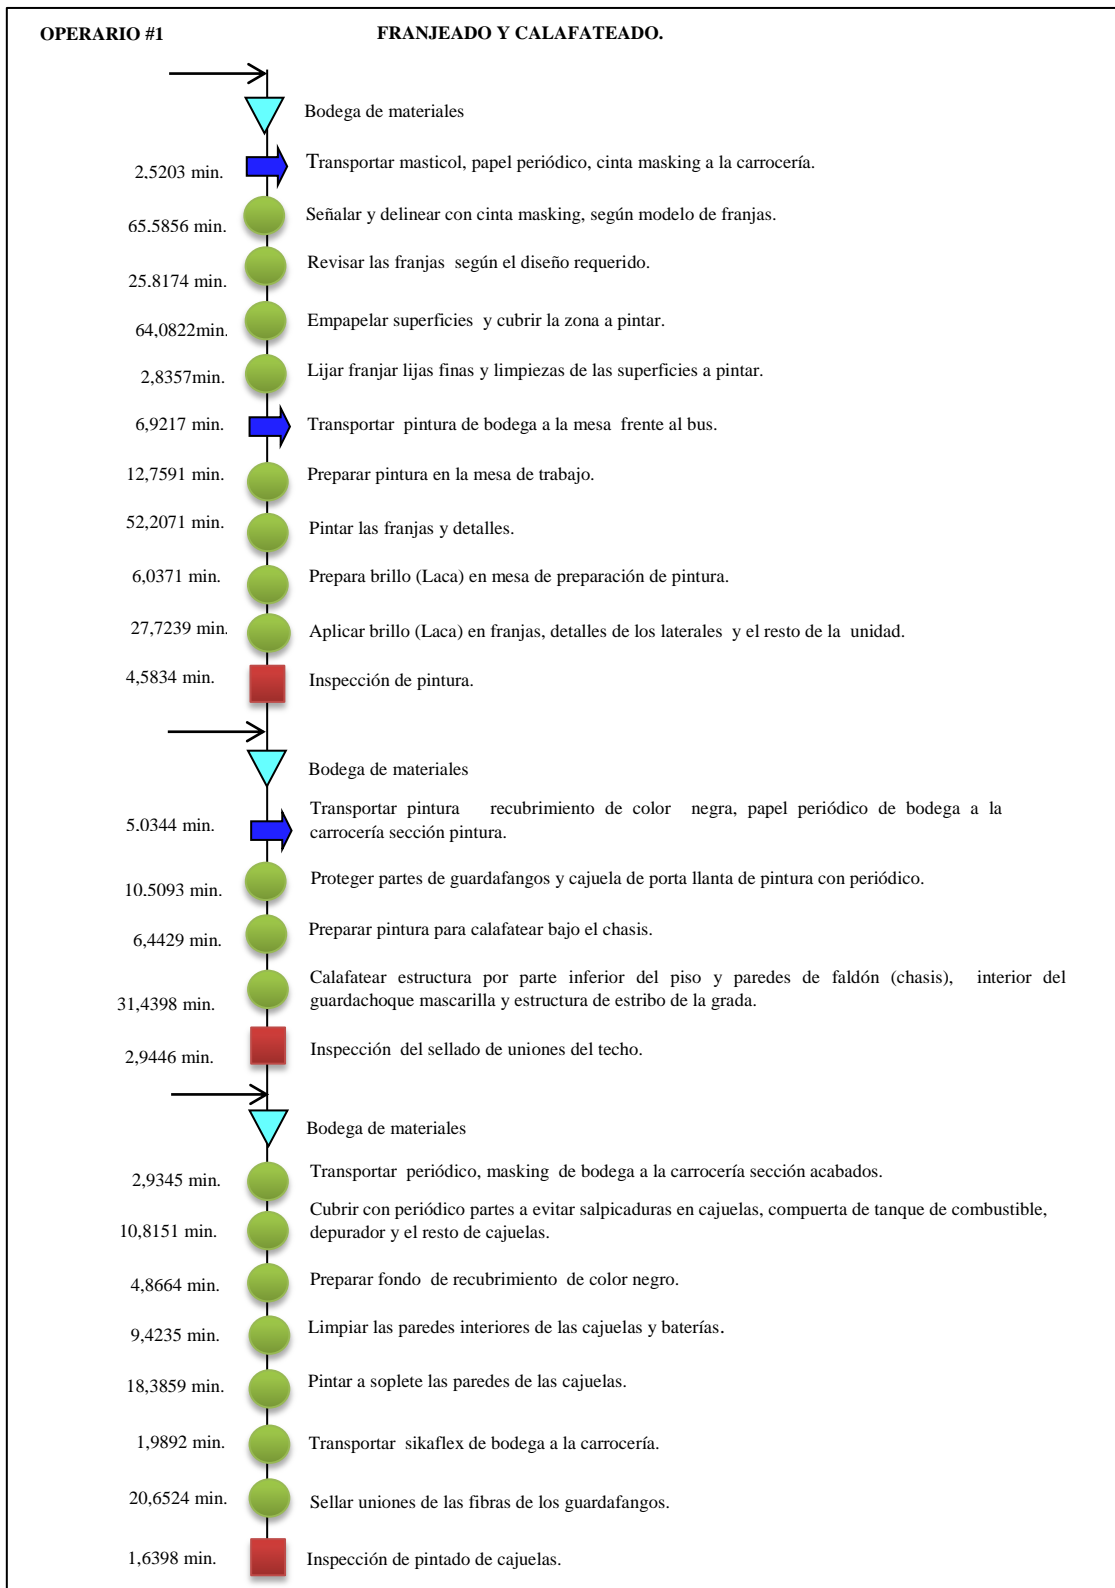 OPERARIO #1 FRANJEADO Y CALAFATEADO.
Bodega de materiales
2.5203 min. Transportar masticol, papel periódico, cinta masking a la carrocería.
65.5856 min. Señalar y delinear con cinta masking, según modelo de franjas.
25.8174 min. Revisar las franjas según el diseño requerido.
64,0822min. Empapelar superficies y cubrir la zona a pintar.
2,8357min. Lijar franjar lijas finas y limpiezas de las superficies a pintar.
6,9217 min. Transportar pintura de bodega a la mesa frente al bus.
12,7591 min. Preparar pintura en la mesa de trabajo.
52,2071 min. Pintar las franjas y detalles.
6,0371 min. Prepara brillo (Laca) en mesa de preparación de pintura.
27,7239 min. Aplicar brillo (Laca) en franjas, detalles de los laterales y el resto de la unidad.
4,5834 min. Inspección de pintura.
Bodega de materiales
5.0344 min. Transportar pintura recubrimiento de color negra, papel periódico de bodega a la
carrocería sección pintura.
10.5093 min. Proteger partes de guardafangos y cajuela de porta llanta de pintura con periódico.
6,4429 min. Preparar pintura para calafatear bajo el chasis.
31,4398 min. Calafatear estructura por parte inferior del piso y paredes de faldón (chasis), interior del
guardachoque mascarilla y estructura de estribo de la grada.
2,9446 min. Inspección del sellado de uniones del techo.
Bodega de materiales
2,9345 min. Transportar periódico, masking de bodega a la carrocería sección acabados.
10,8151 min. Cubrir con periódico partes a evitar salpicaduras en cajuelas, compuerta de tanque de combustible,
depurador y el resto de cajuelas.
4,8664 min. Preparar fondo de recubrimiento de color negro.
9,4235 min. Limpiar las paredes interiores de las cajuelas y baterías.
18,3859 min. Pintar a soplete las paredes de las cajuelas.
1,9892 min. Transportar sikaflex de bodega a la carrocería.
20,6524 min. Sellar uniones de las fibras de los guardafangos.
1,6398 min. Inspección de pintado de cajuelas.